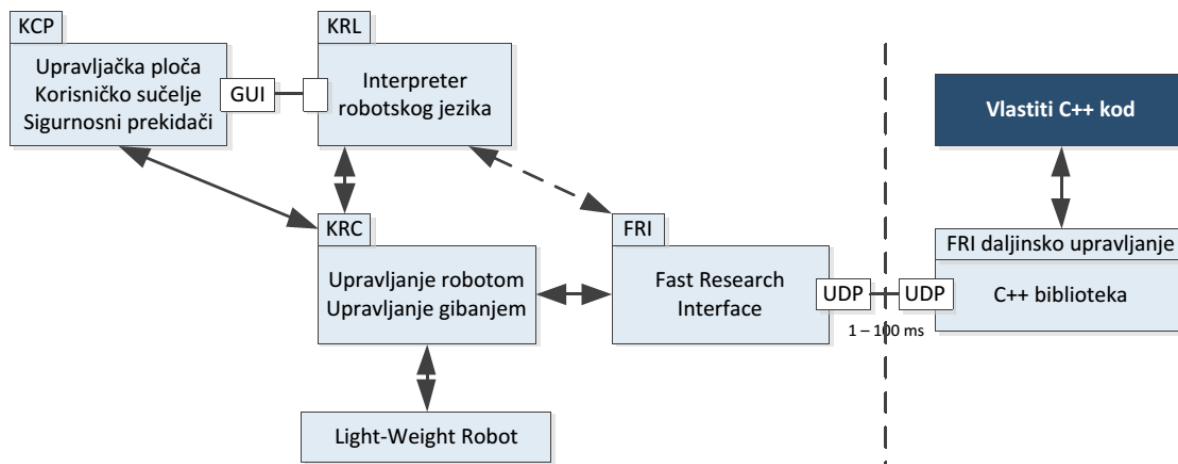 KCP
Upravljačka ploča
Korisničko sučelje
Sigurnosni prekidači
GUI
KRL
Interpreter
robotskog jezika
Vlastiti C++ kod
KRC
Upravljanje robotom
Upravljanje gibanjem
FRI
Fast Research
Interface
UDP
UDP
1 – 100 ms
FRI daljinsko upravljanje
C++ biblioteka
Light-Weight Robot